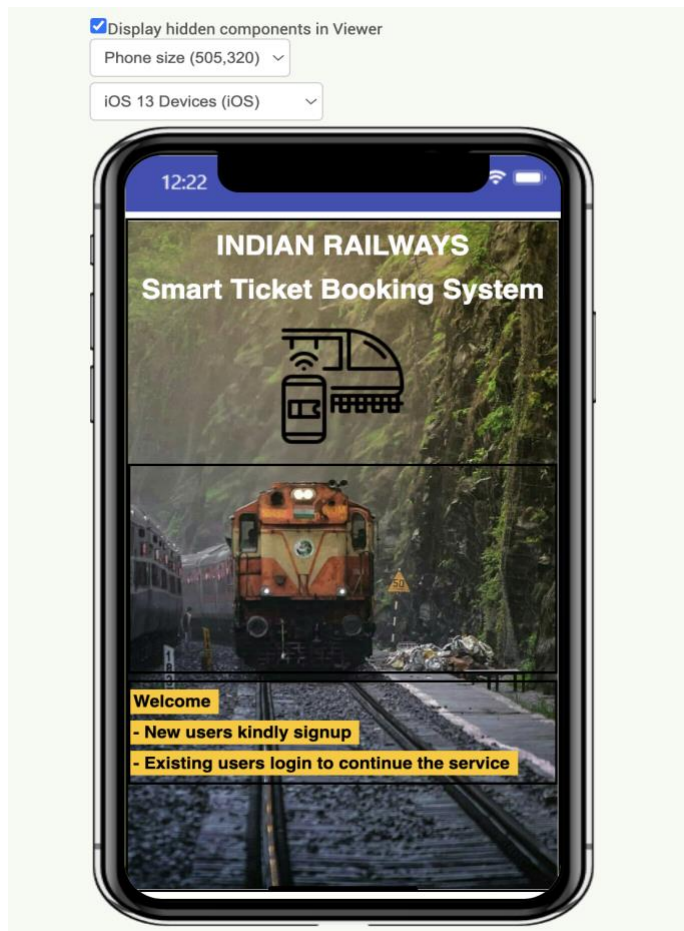 Display hidden components in Viewer
Phone size (505,320)
iOS 13 Devices (iOS)
12:22
INDIAN RAILWAYS
Smart Ticket Booking System
50
Welcome
- New users kindly signup
- Existing users login to continue the service